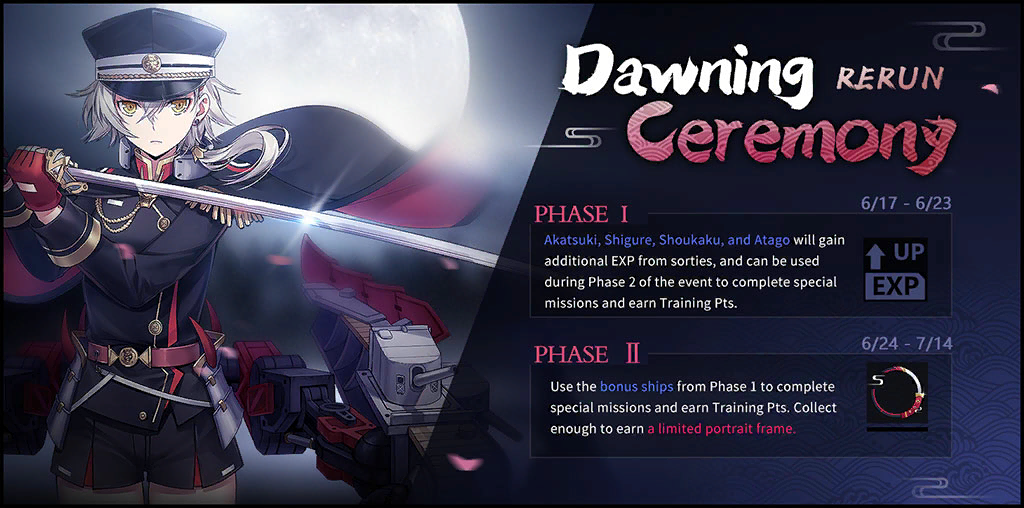 Dawning RERUN
Ceremony
PHASE I
6/17 - 6/23
Akatsuki, Shigure, Shoukaku, and Atago will gain
additional EXP from sorties, and can be used
during Phase 2 of the event to complete special
missions and earn Training Pts.
UP
EXP
PHASE II
6/24 - 7/14
Use the bonus ships from Phase 1 to complete
special missions and earn Training Pts. Collect
enough to earn a limited portrait frame.